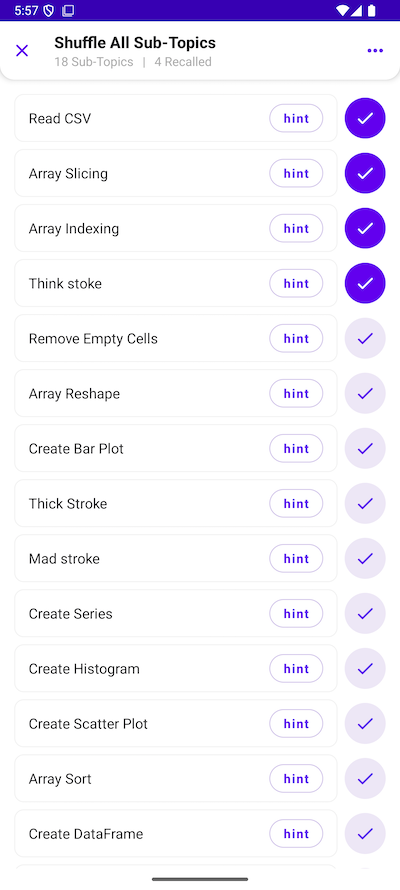 5:57
Shuffle All Sub-Topics
18 Sub-Topics | 4 Recalled
Read CSV hint
Array Slicing hint
Array Indexing hint
Think stoke hint
Remove Empty Cells hint
Array Reshape hint
Create Bar Plot hint
Thick Stroke hint
Mad stroke hint
Create Series hint
Create Histogram hint
Create Scatter Plot hint
Array Sort hint
Create DataFrame hint